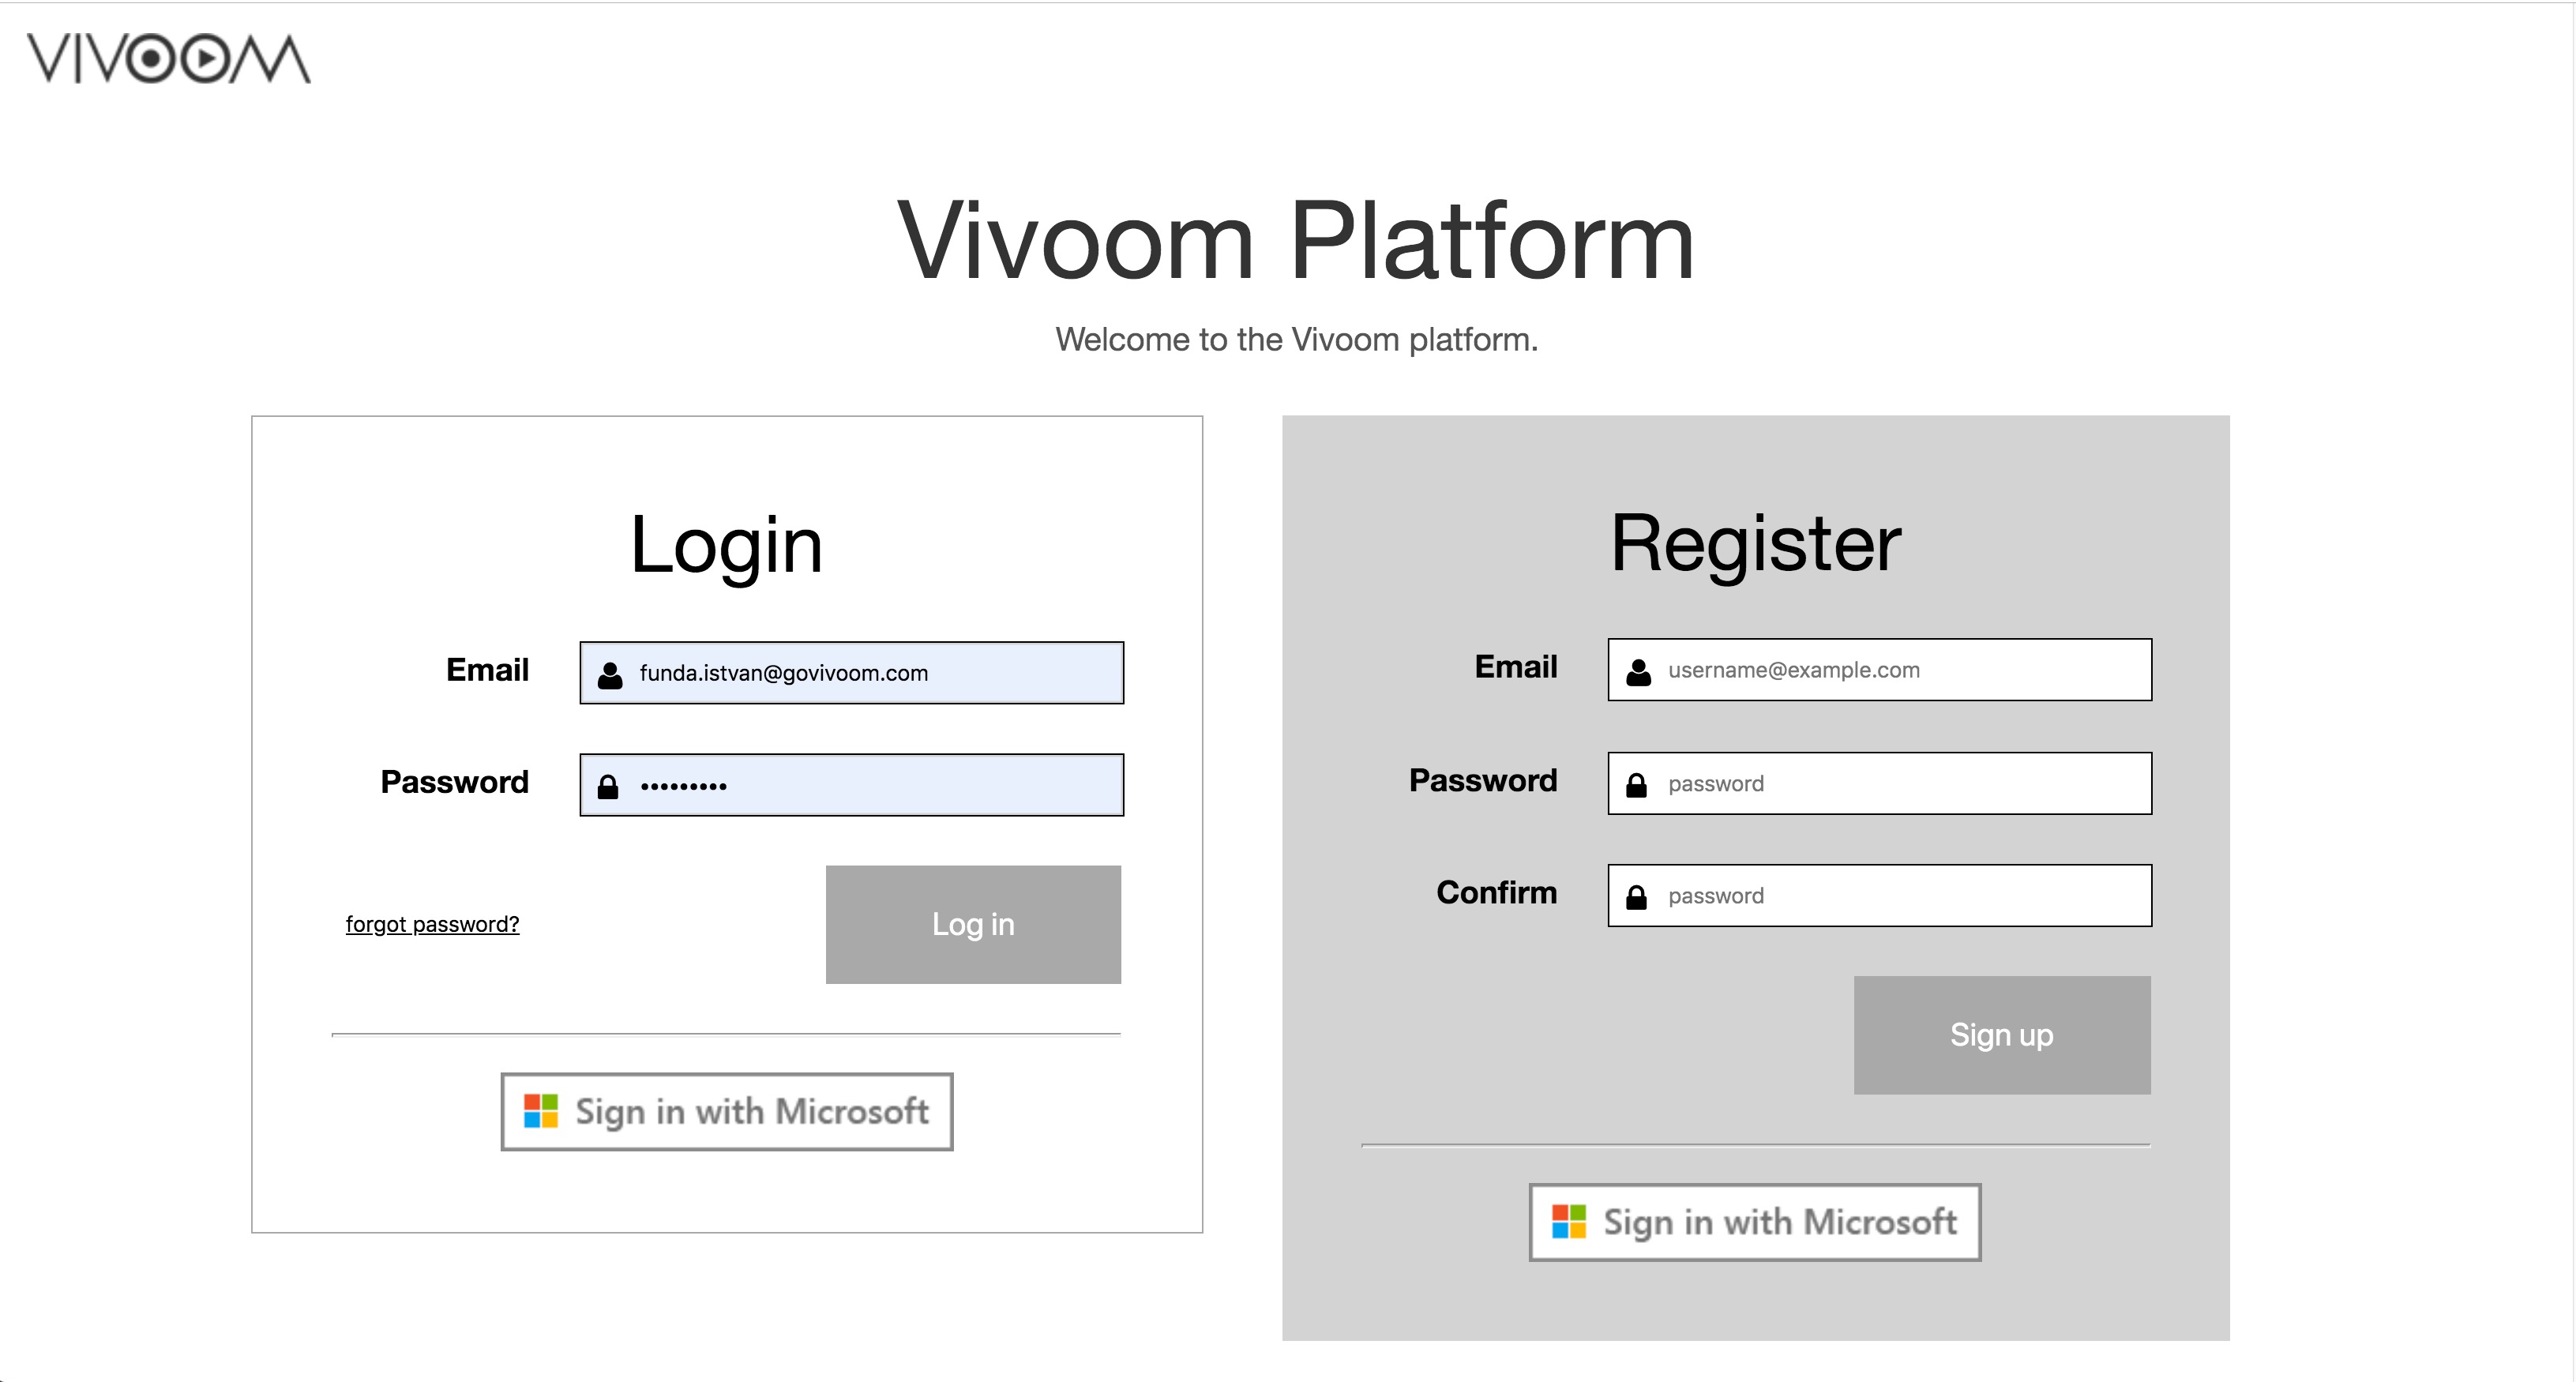 VIVOOM
Vivoom Platform
Welcome to the Vivoom platform.
Login
Email
funda.istvan@govivoom.com
Password
•••••••••
forgot password?
Log in
Sign in with Microsoft
Register
Email
username@example.com
Password
password
Confirm
password
Sign up
Sign in with Microsoft